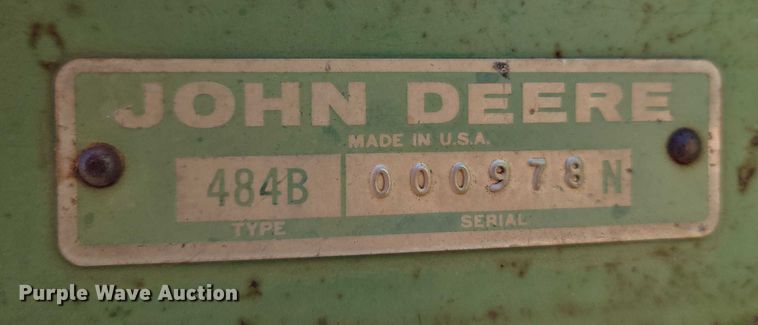 JOHN DEERE
MADE IN U.S.A.
484B 000978N
TYPE SERIAL
Purple Wave Auction